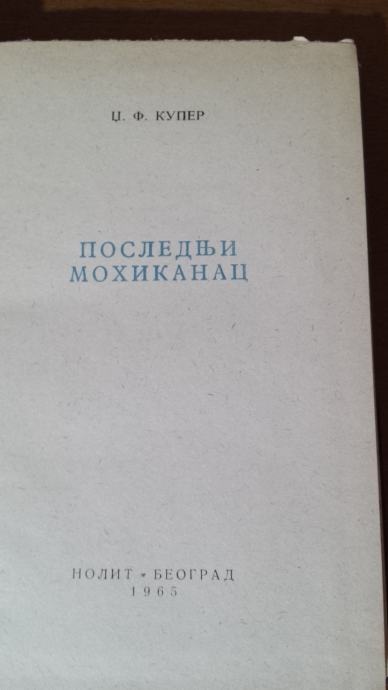 Џ. Ф. КУПЕР
ПОСЛЕДЊИ
МОХИКАНАЦ
НОЛИТ * БЕОГРАД
1965